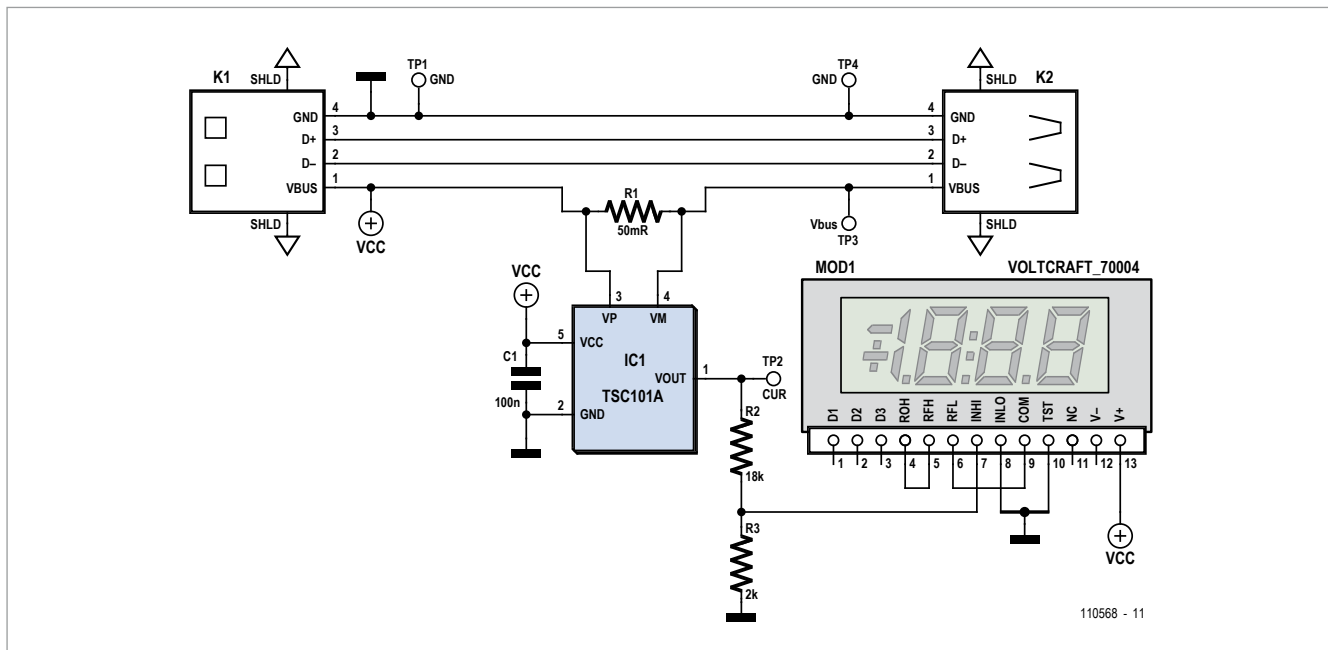 K1
SHLD
TP1
GND
TP4
GND
SHLD
K2
GND 4
D+ 3
D– 2
VBUS 1
4 GND
3 D+
2 D–
1 VBUS
SHLD
VCC
R1
50mR
Vbus
TP3
SHLD
VCC
3
VP
4
VM
5
VCC
C1
100n
2
GND
IC1
TSC101A
VOUT
1
TP2
CUR
R2
18k
R3
2k
MOD1
VOLTCRAFT_70004
D1 D2 D3 ROH RFH RFL INHI INLO COM TST NC V– V+
1 2 3 4 5 6 7 8 9 10 11 12 13
VCC
110568 - 11